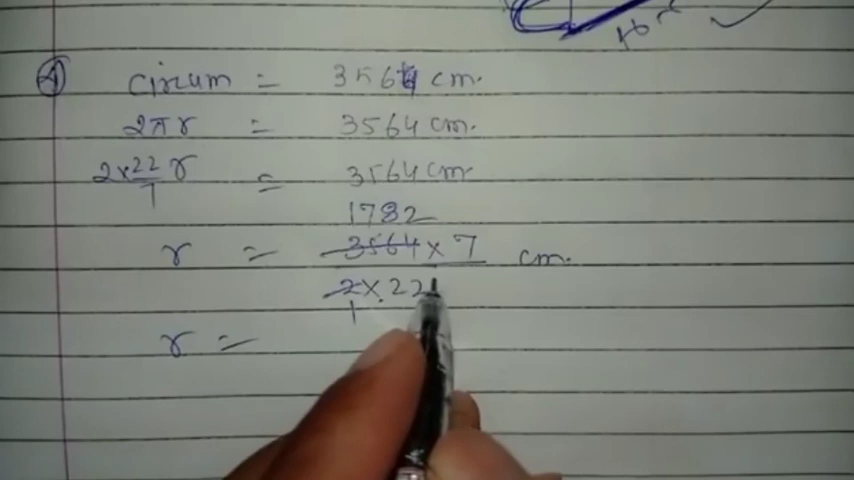 4 circum = 3564 cm.
2πr = 3564 cm.
2×22/7 r = 3564 cm.
1782
r = 3564×7 cm.
2×22
1
r =